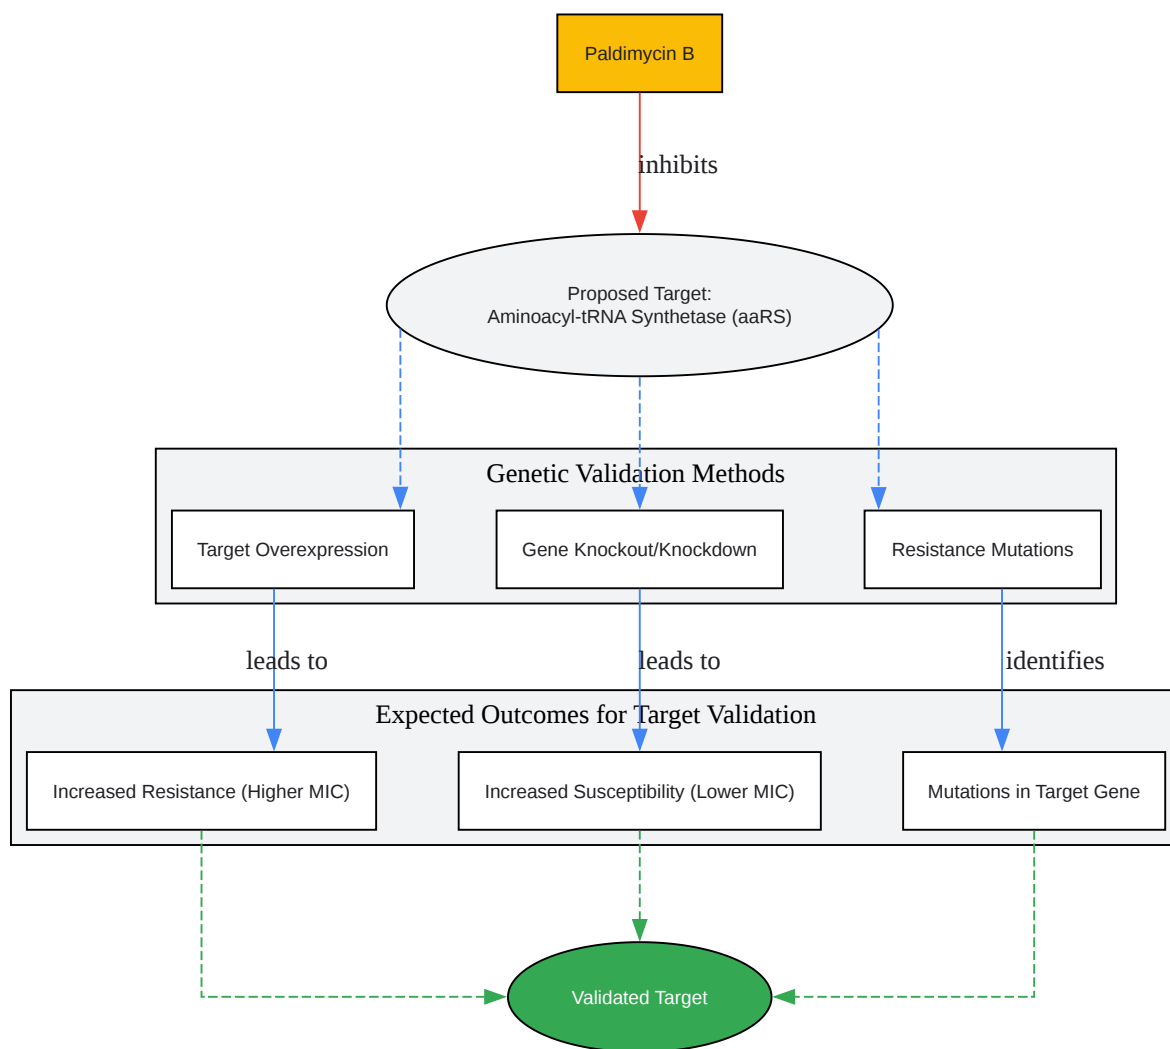 Paldimycin B
inhibits
Proposed Target:
Aminoacyl-tRNA Synthetase (aaRS)
Genetic Validation Methods
Target Overexpression
Gene Knockout/Knockdown
Resistance Mutations
leads to
leads to
identifies
Expected Outcomes for Target Validation
Increased Resistance (Higher MIC)
Increased Susceptibility (Lower MIC)
Mutations in Target Gene
Validated Target